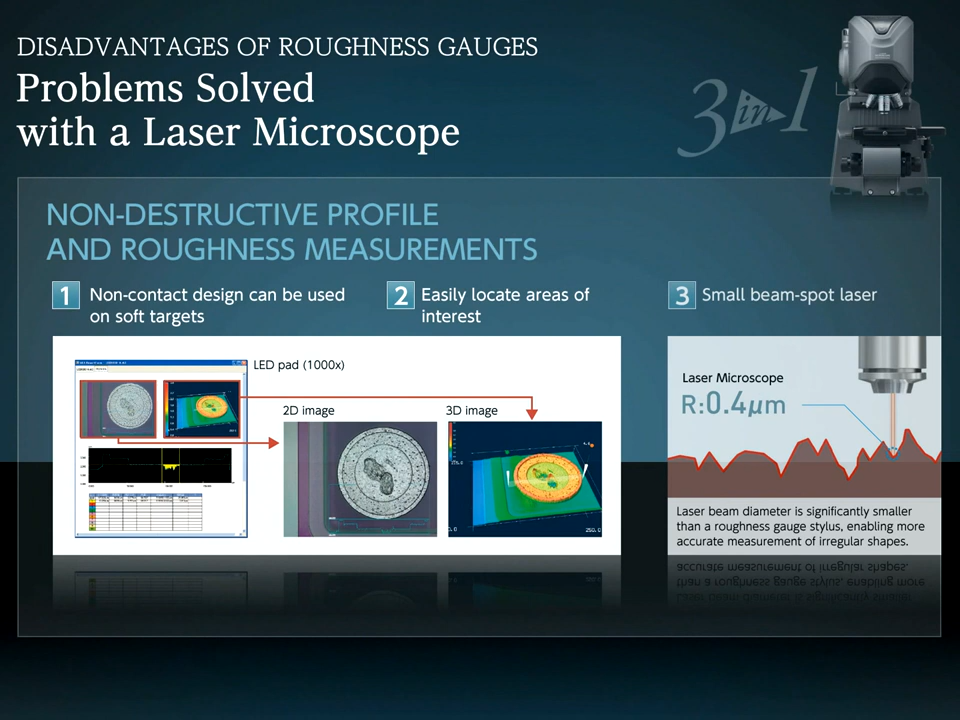 DISADVANTAGES OF ROUGHNESS GAUGES
Problems Solved
with a Laser Microscope
3 in 1
NON-DESTRUCTIVE PROFILE
AND ROUGHNESS MEASUREMENTS
1 Non-contact design can be used
on soft targets
2 Easily locate areas of
interest
3 Small beam-spot laser
LED pad (1000x)
2D image
3D image
Laser Microscope
R:0.4μm
Laser beam diameter is significantly smaller
than a roughness gauge stylus, enabling more
accurate measurement of irregular shapes.